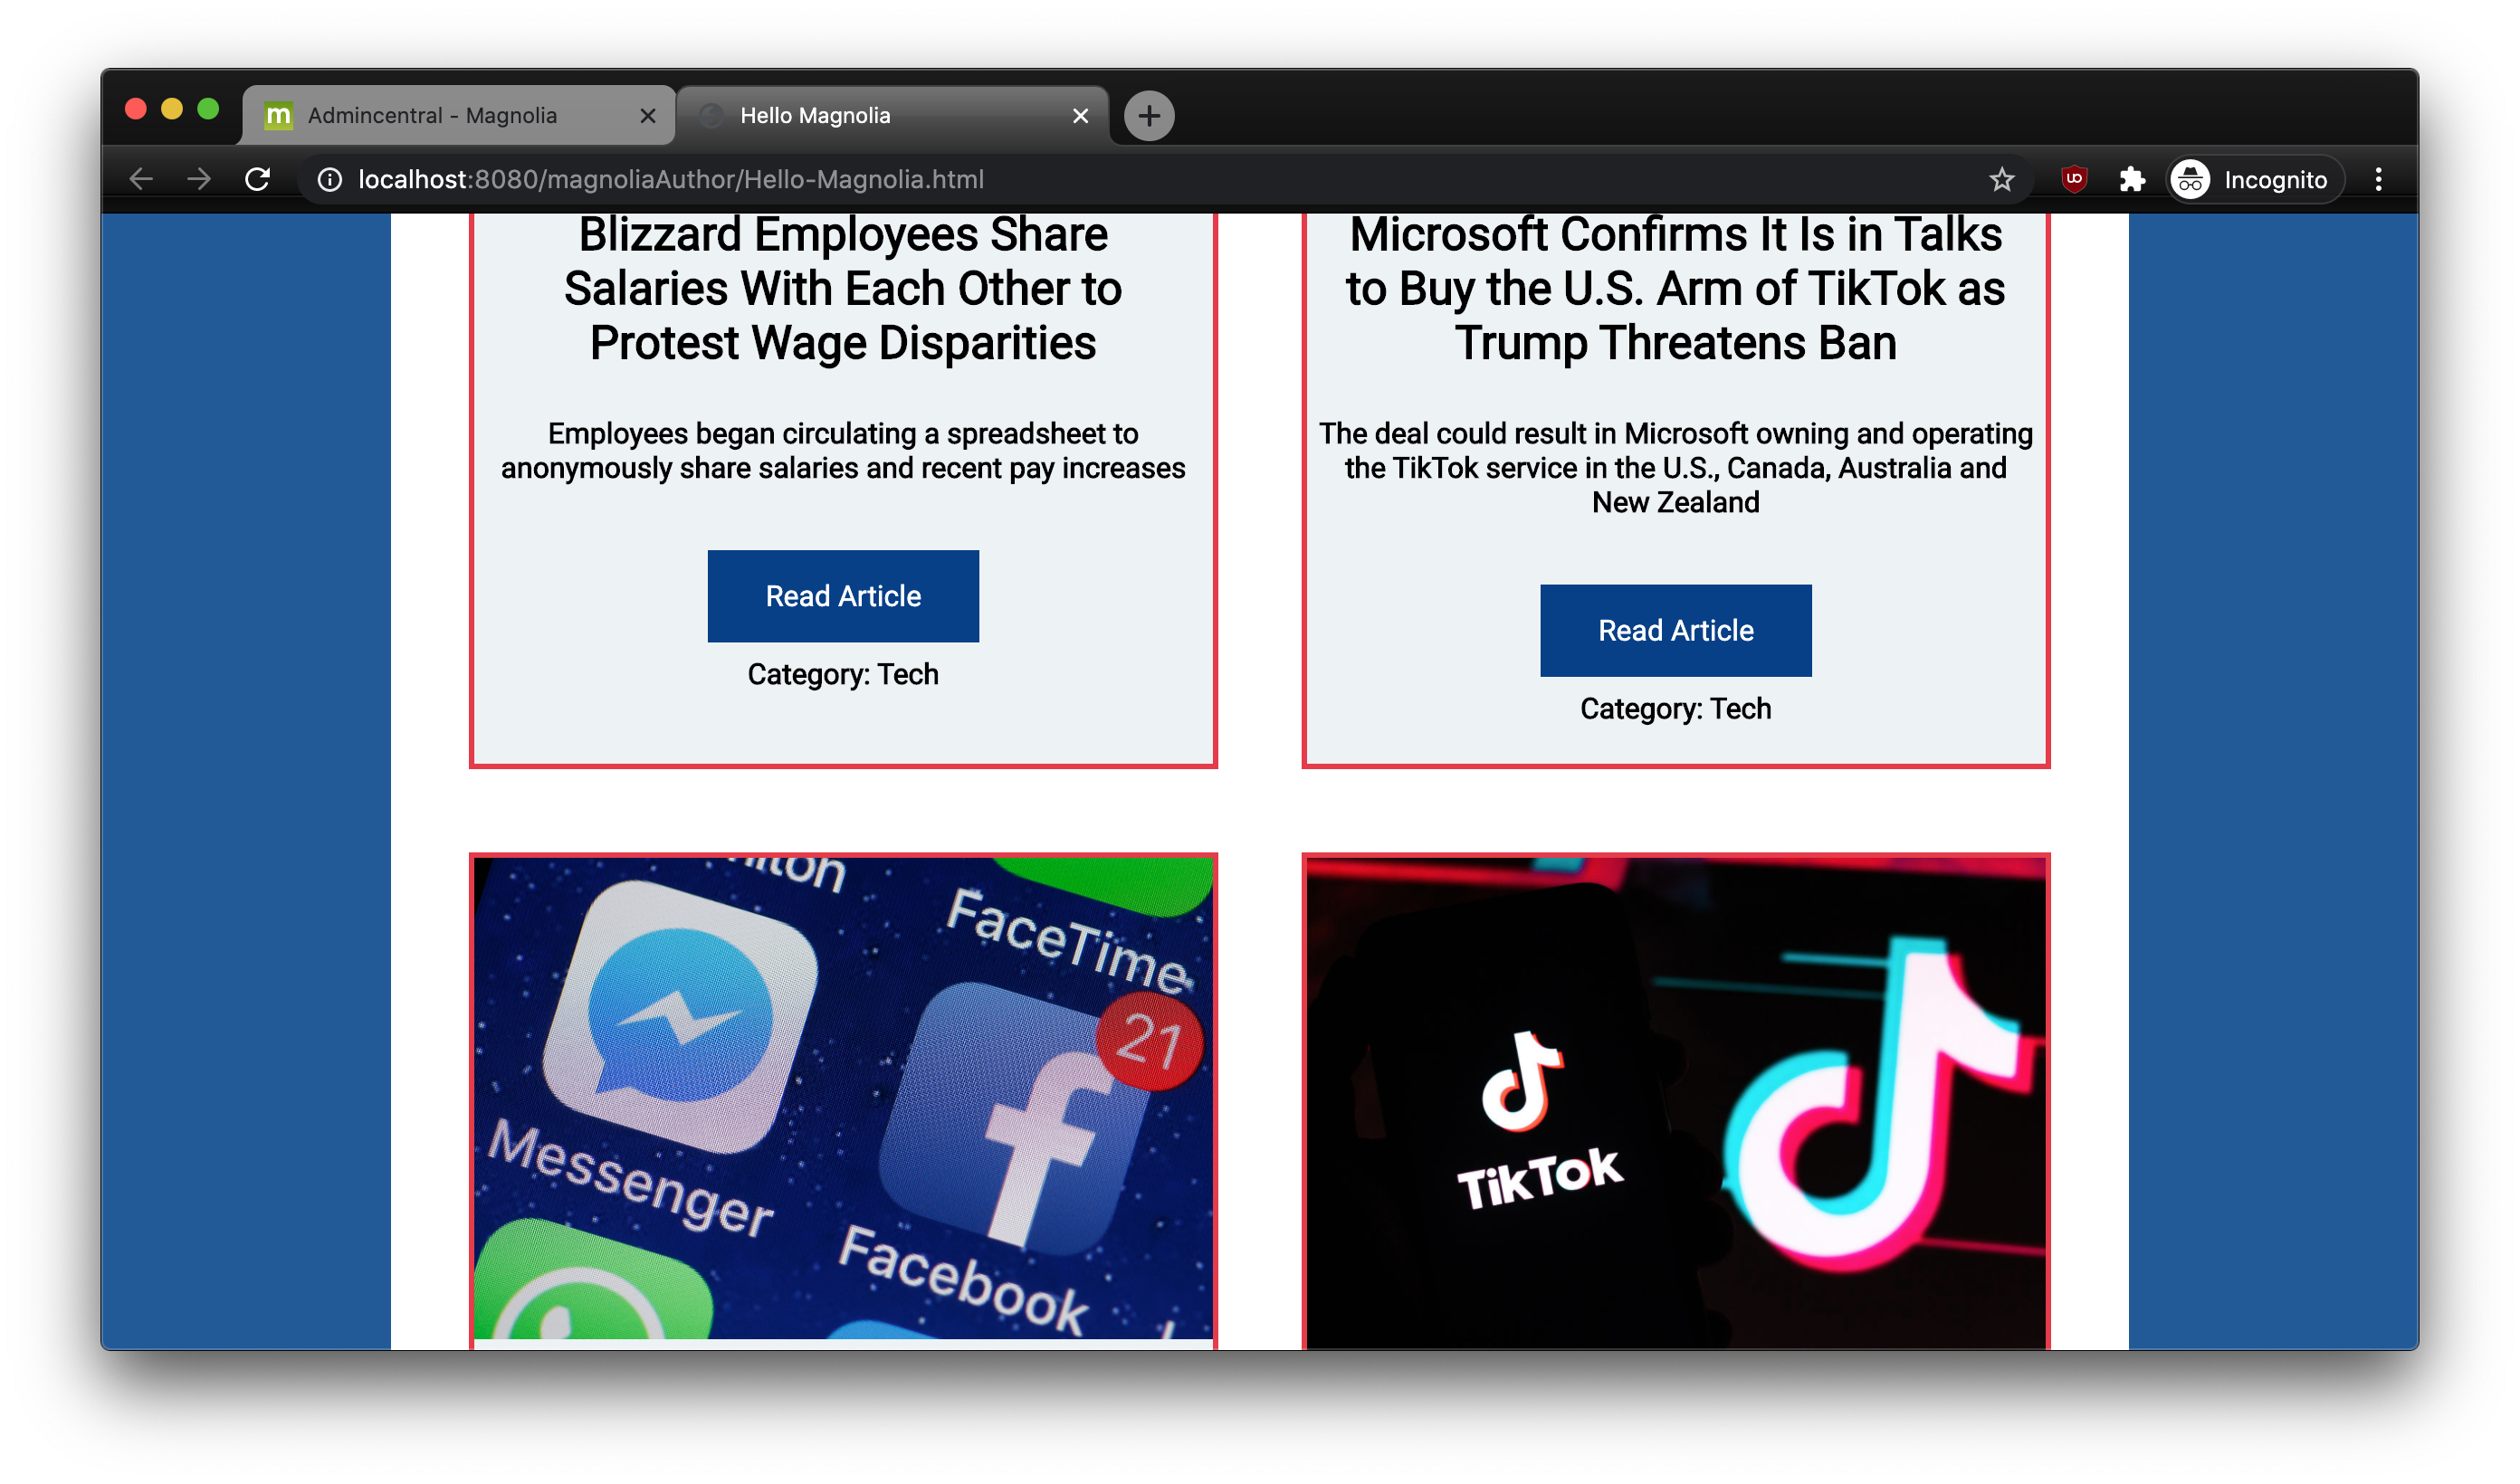 m Admincentral - Magnolia
Hello Magnolia
localhost:8080/magnoliaAuthor/Hello-Magnolia.html
Incognito
Blizzard Employees Share
Salaries With Each Other to
Protest Wage Disparities
Employees began circulating a spreadsheet to
anonymously share salaries and recent pay increases
Read Article
Category: Tech
Microsoft Confirms It Is in Talks
to Buy the U.S. Arm of TikTok as
Trump Threatens Ban
The deal could result in Microsoft owning and operating
the TikTok service in the U.S., Canada, Australia and
New Zealand
Read Article
Category: Tech
FaceTime
21
Messenger
Facebook
TikTok